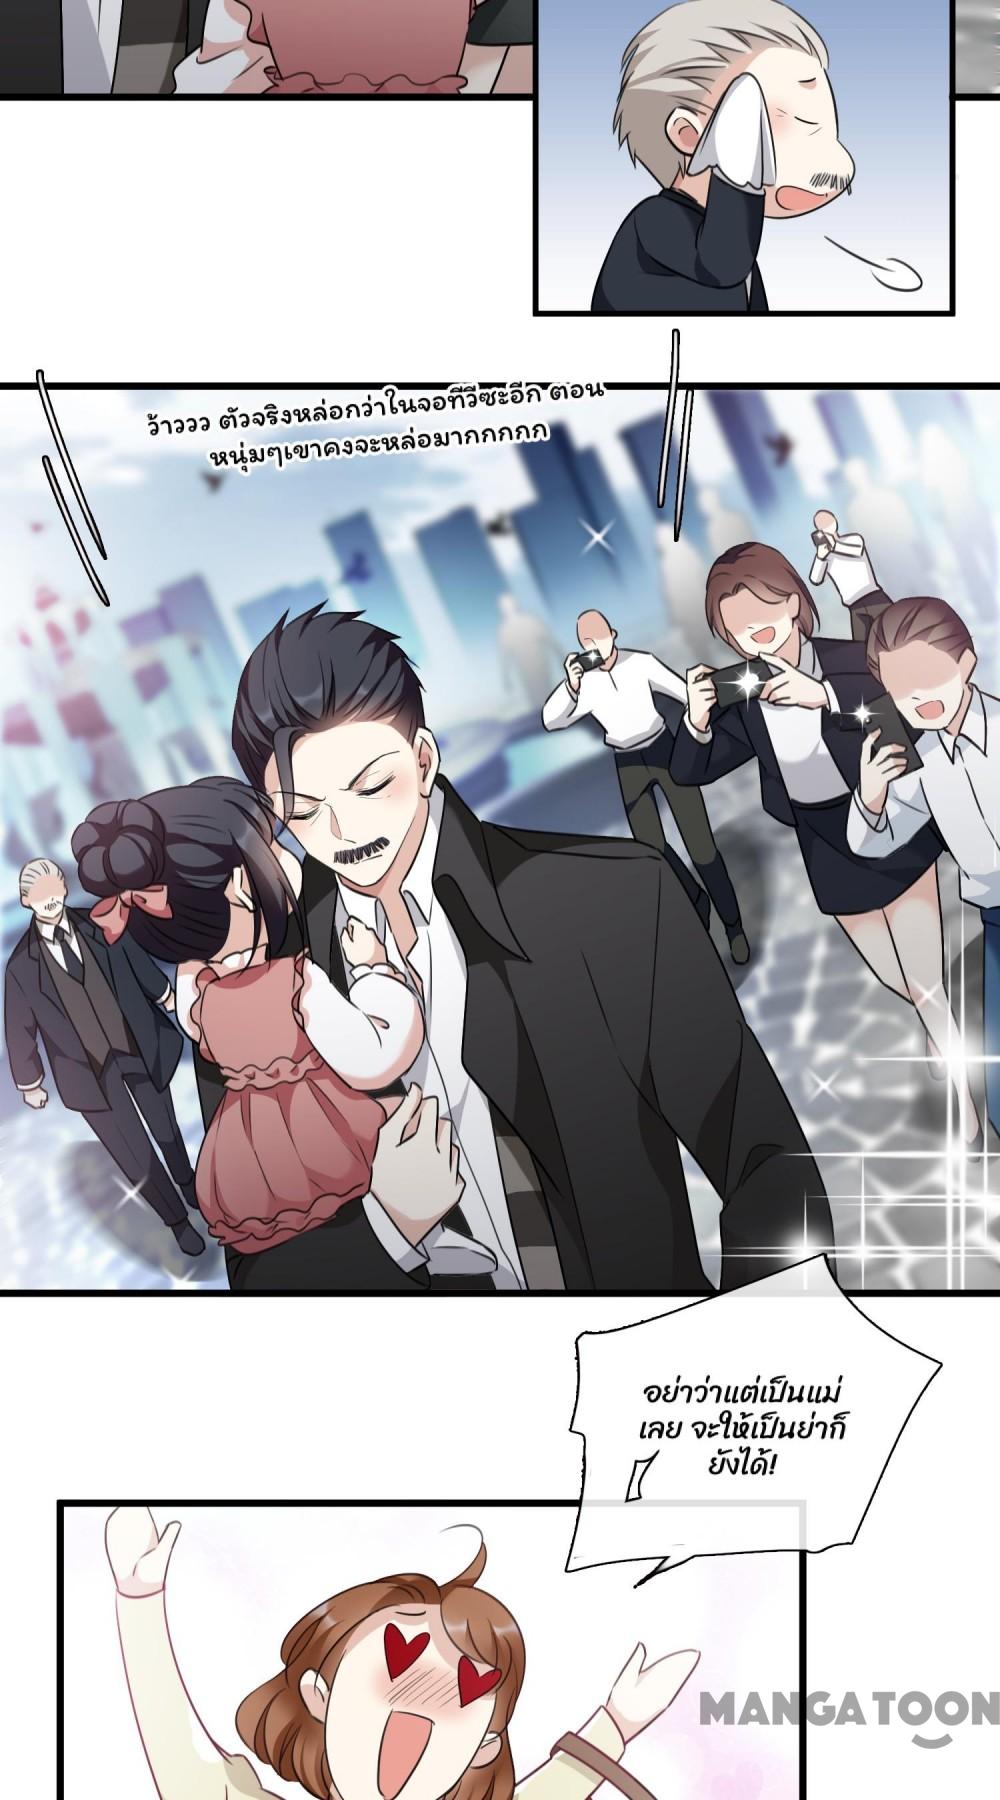 ว้าววว ตัวจริงหล่อกว่าในจอทีวีซะอีก ตอน
หนุ่มๆเขาคงจะหล่อมากกกกก
อย่าว่าแต่เป็นแม่
เลย จะให้เป็นย่าก็
ยังได้!
MANGATOON